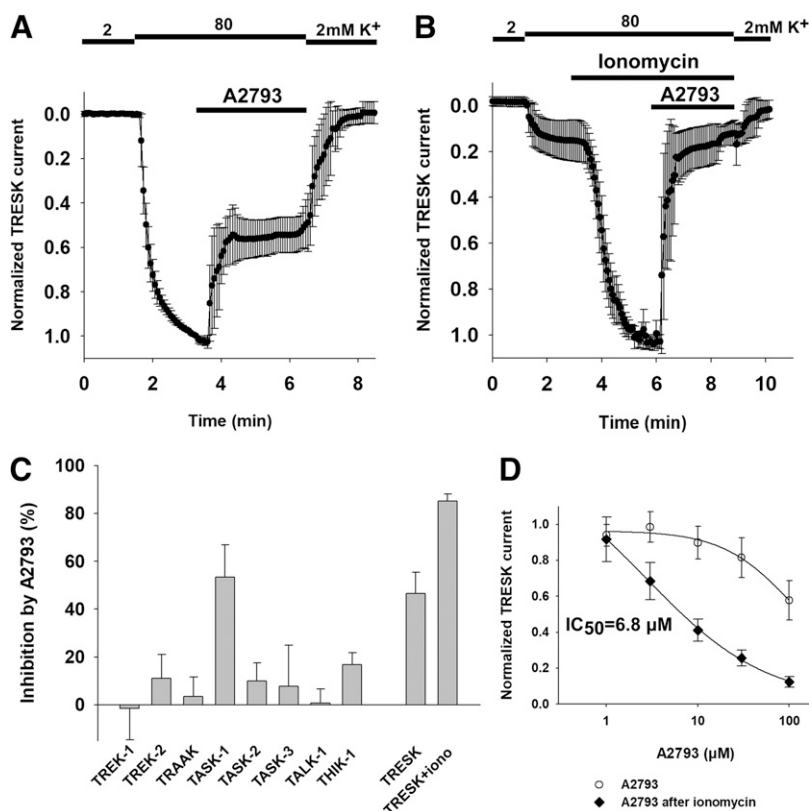 A
2 80 2mM K+
A2793
Normalized TRESK current
0.0
0.2
0.4
0.6
0.8
1.0
0 2 4 6 8
Time (min)
B
2 80 2mM K+
Ionomycin
A2793
Normalized TRESK current
0.0
0.2
0.4
0.6
0.8
1.0
0 2 4 6 8 10
Time (min)
C
Inhibition by A2793 (%)
100
80
60
40
20
0
TREK-1
TREK-2
TRAAK
TASK-1
TASK-2
TASK-3
TALK-1
THIK-1
TRESK
TRESK+iono
D
Normalized TRESK current
1.0
0.8
0.6
0.4
0.2
0.0
IC50=6.8 µM
1 10 100
A2793 (µM)
A2793
A2793 after ionomycin